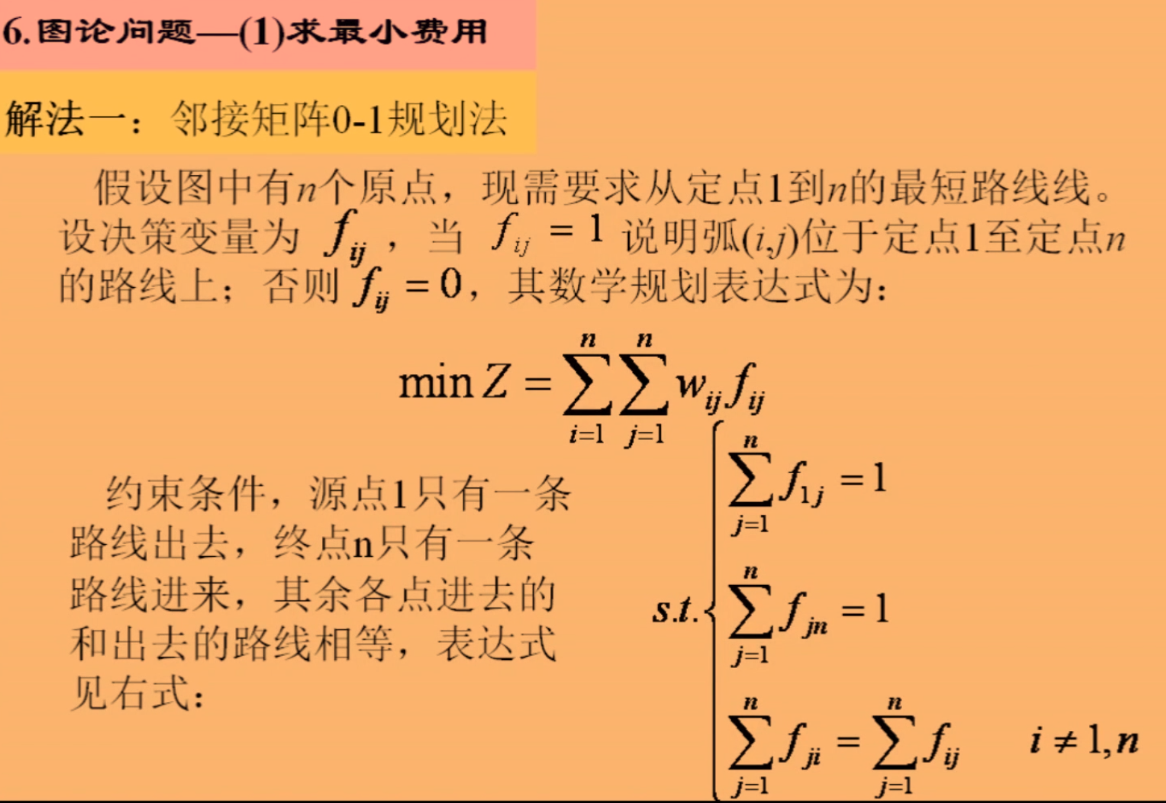 6.图论问题—(1)求最小费用
解法一：邻接矩阵0-1规划法
假设图中有n个原点，现需要求从定点1到n的最短路线线。
设决策变量为 f_{ij}，当 f_{ij} = 1 说明弧(i,j)位于定点1至定点n
的路线上；否则 f_{ij} = 0，其数学规划表达式为：
min Z = \sum_{i=1}^{n} \sum_{j=1}^{n} w_{ij} f_{ij}
约束条件，源点1只有一条
路线出去，终点n只有一条
路线进来，其余各点进去的
和出去的路线相等，表达式
见右式：
s.t.
\sum_{j=1}^{n} f_{1j} = 1
\sum_{j=1}^{n} f_{jn} = 1
\sum_{j=1}^{n} f_{ji} = \sum_{j=1}^{n} f_{ij} i ≠ 1,n